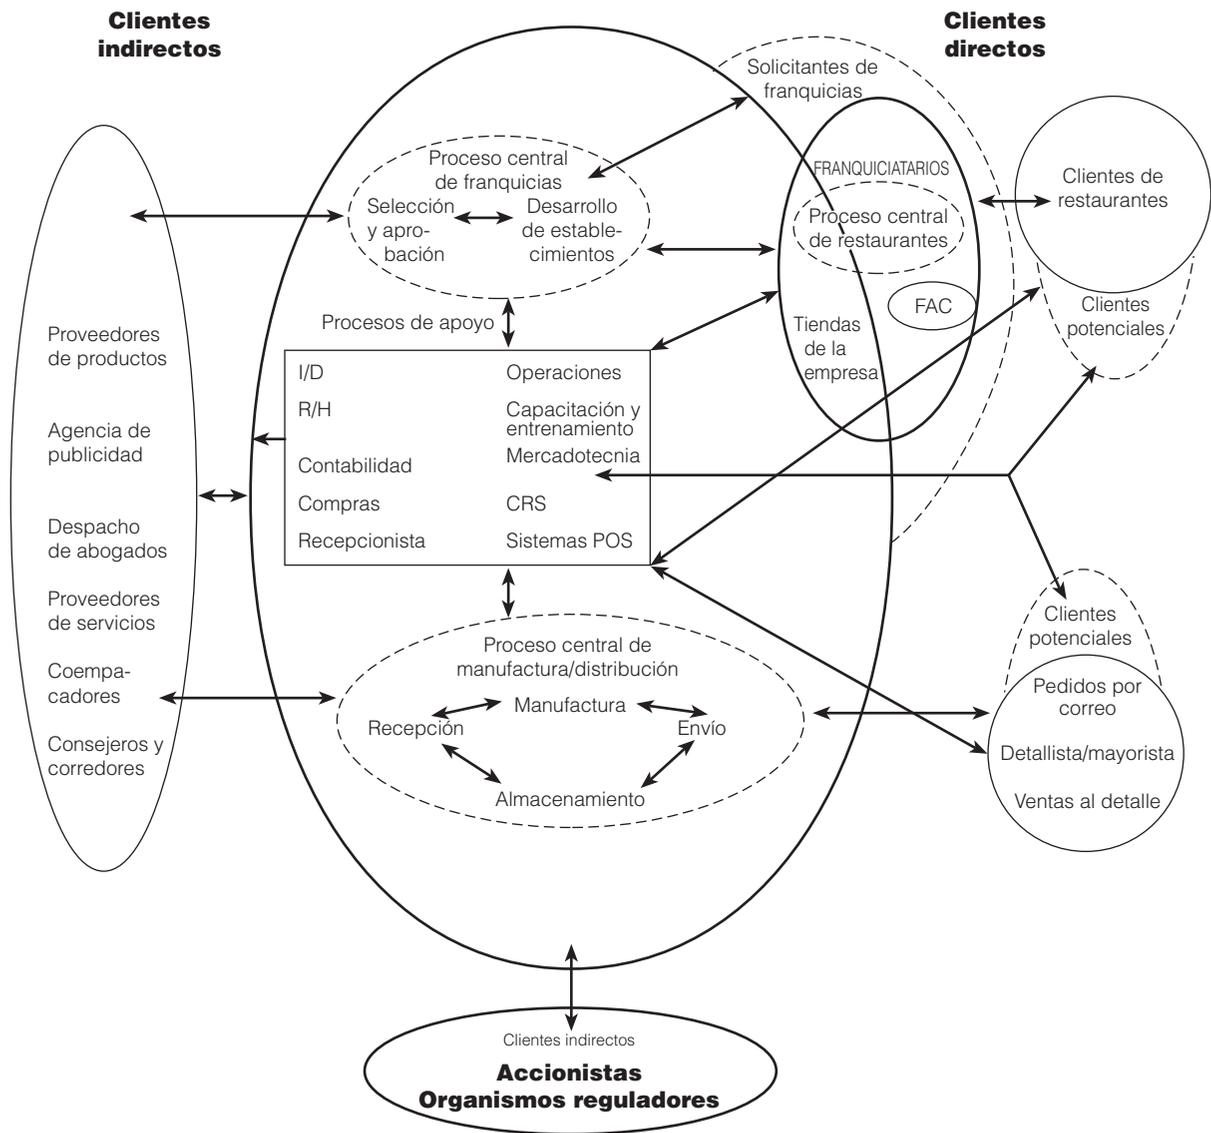 Clientes
indirectos
Clientes
directos
Solicitantes de
franquicias
Proceso central
de franquicias
Selección
y apro-
bación
Desarrollo
de estable-
cimientos
FRANQUICIATARIOS
Proceso central
de restaurantes
FAC
Tiendas
de la
empresa
Clientes de
restaurantes
Clientes
potenciales
Procesos de apoyo
I/D
R/H
Contabilidad
Compras
Recepcionista
Operaciones
Capacitación y
entrenamiento
Mercadotecnia
CRS
Sistemas POS
Proveedores
de productos
Agencia de
publicidad
Despacho
de abogados
Proveedores
de servicios
Coempa-
cadores
Consejeros y
corredores
Proceso central de
manufactura/distribución
Manufactura
Recepción
Envío
Almacenamiento
Clientes
potenciales
Pedidos por
correo
Detallista/mayorista
Ventas al detalle
Clientes indirectos
Accionistas
Organismos reguladores